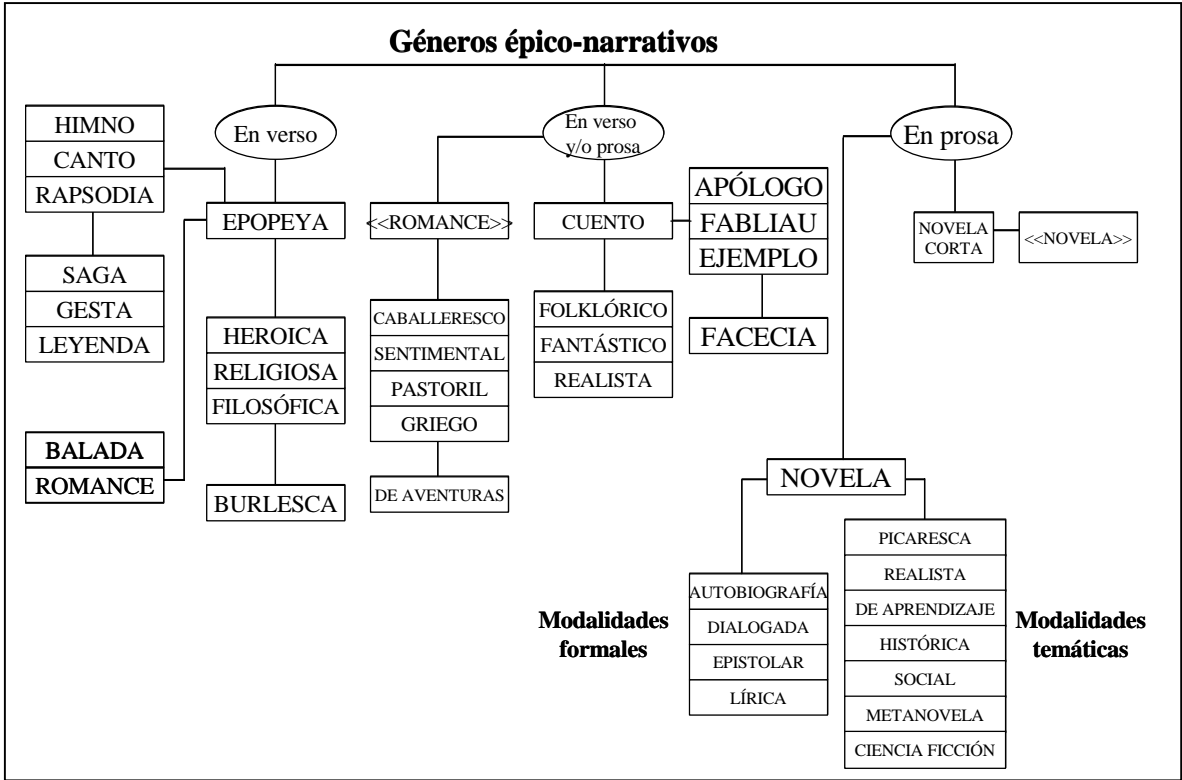 Géneros épico-narrativos
En verso
En verso
y/o prosa
En prosa
HIMNO
CANTO
RAPSODIA
SAGA
GESTA
LEYENDA
BALADA
ROMANCE
EPOPEYA
HEROICA
RELIGIOSA
FILOSÓFICA
BURLESCA
<<ROMANCE>>
CABALLERESCO
SENTIMENTAL
PASTORIL
GRIEGO
DE AVENTURAS
CUENTO
FOLKLÓRICO
FANTÁSTICO
REALISTA
APÓLOGO
FABLIAU
EJEMPLO
FACECIA
NOVELA
CORTA
<<NOVELA>>
NOVELA
Modalidades
formales
AUTOBIOGRAFÍA
DIALOGADA
EPISTOLAR
LÍRICA
PICARESCA
REALISTA
DE APRENDIZAJE
HISTÓRICA
SOCIAL
METANOVELA
CIENCIA FICCIÓN
Modalidades
temáticas